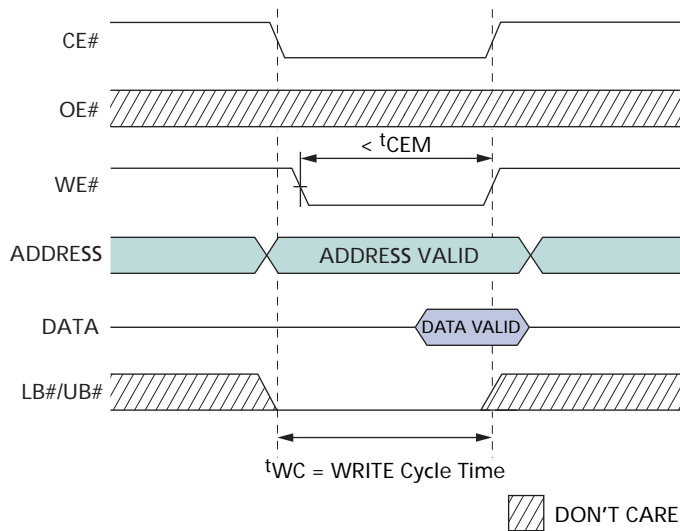 CE#
OE#
< tCEM
WE#
ADDRESS
ADDRESS VALID
DATA
DATA VALID
LB#/UB#
tWC = WRITE Cycle Time
DON'T CARE